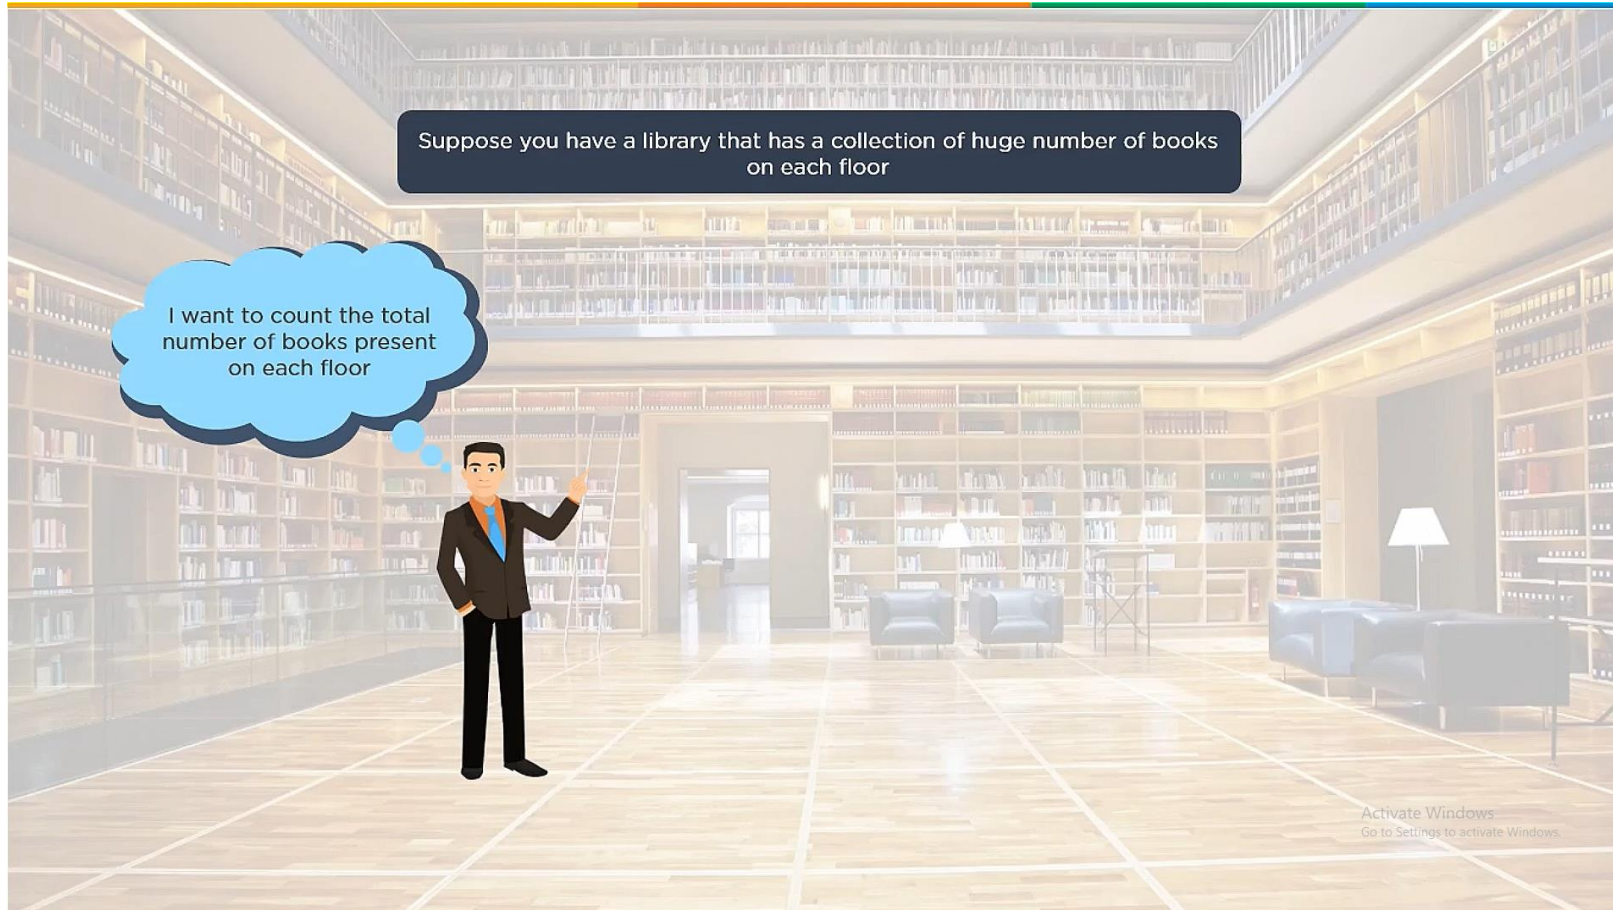 Suppose you have a library that has a collection of huge number of books
on each floor
I want to count the total
number of books present
on each floor
Activate Windows
Go to Settings to activate Windows.